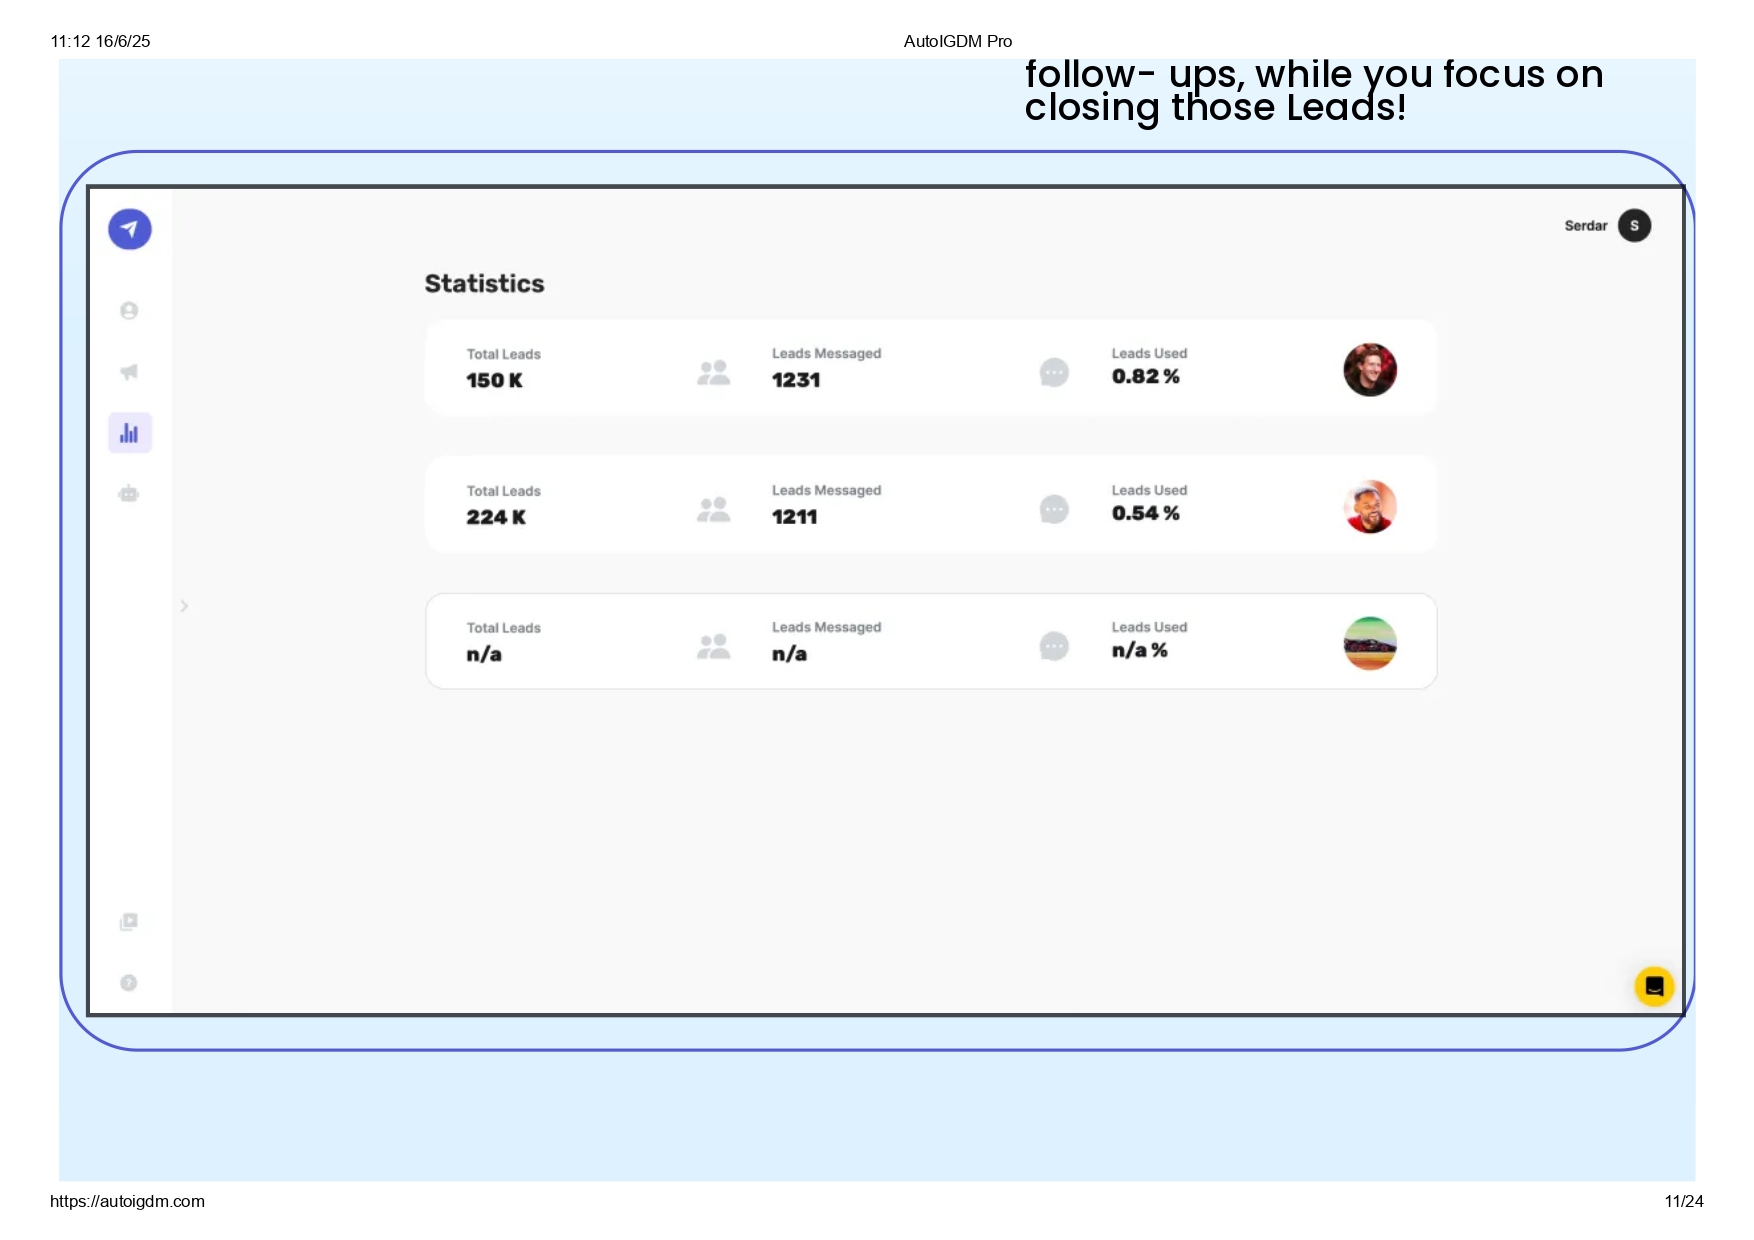 11:12 16/6/25
AutoIGDM Pro
follow- ups, while you focus on
closing those Leads!
Serdar
S
Statistics
Total Leads
150 K
Leads Messaged
1231
Leads Used
0.82 %
Total Leads
224 K
Leads Messaged
1211
Leads Used
0.54 %
Total Leads
n/a
Leads Messaged
n/a
Leads Used
n/a %
?
https://autoigdm.com
11/24